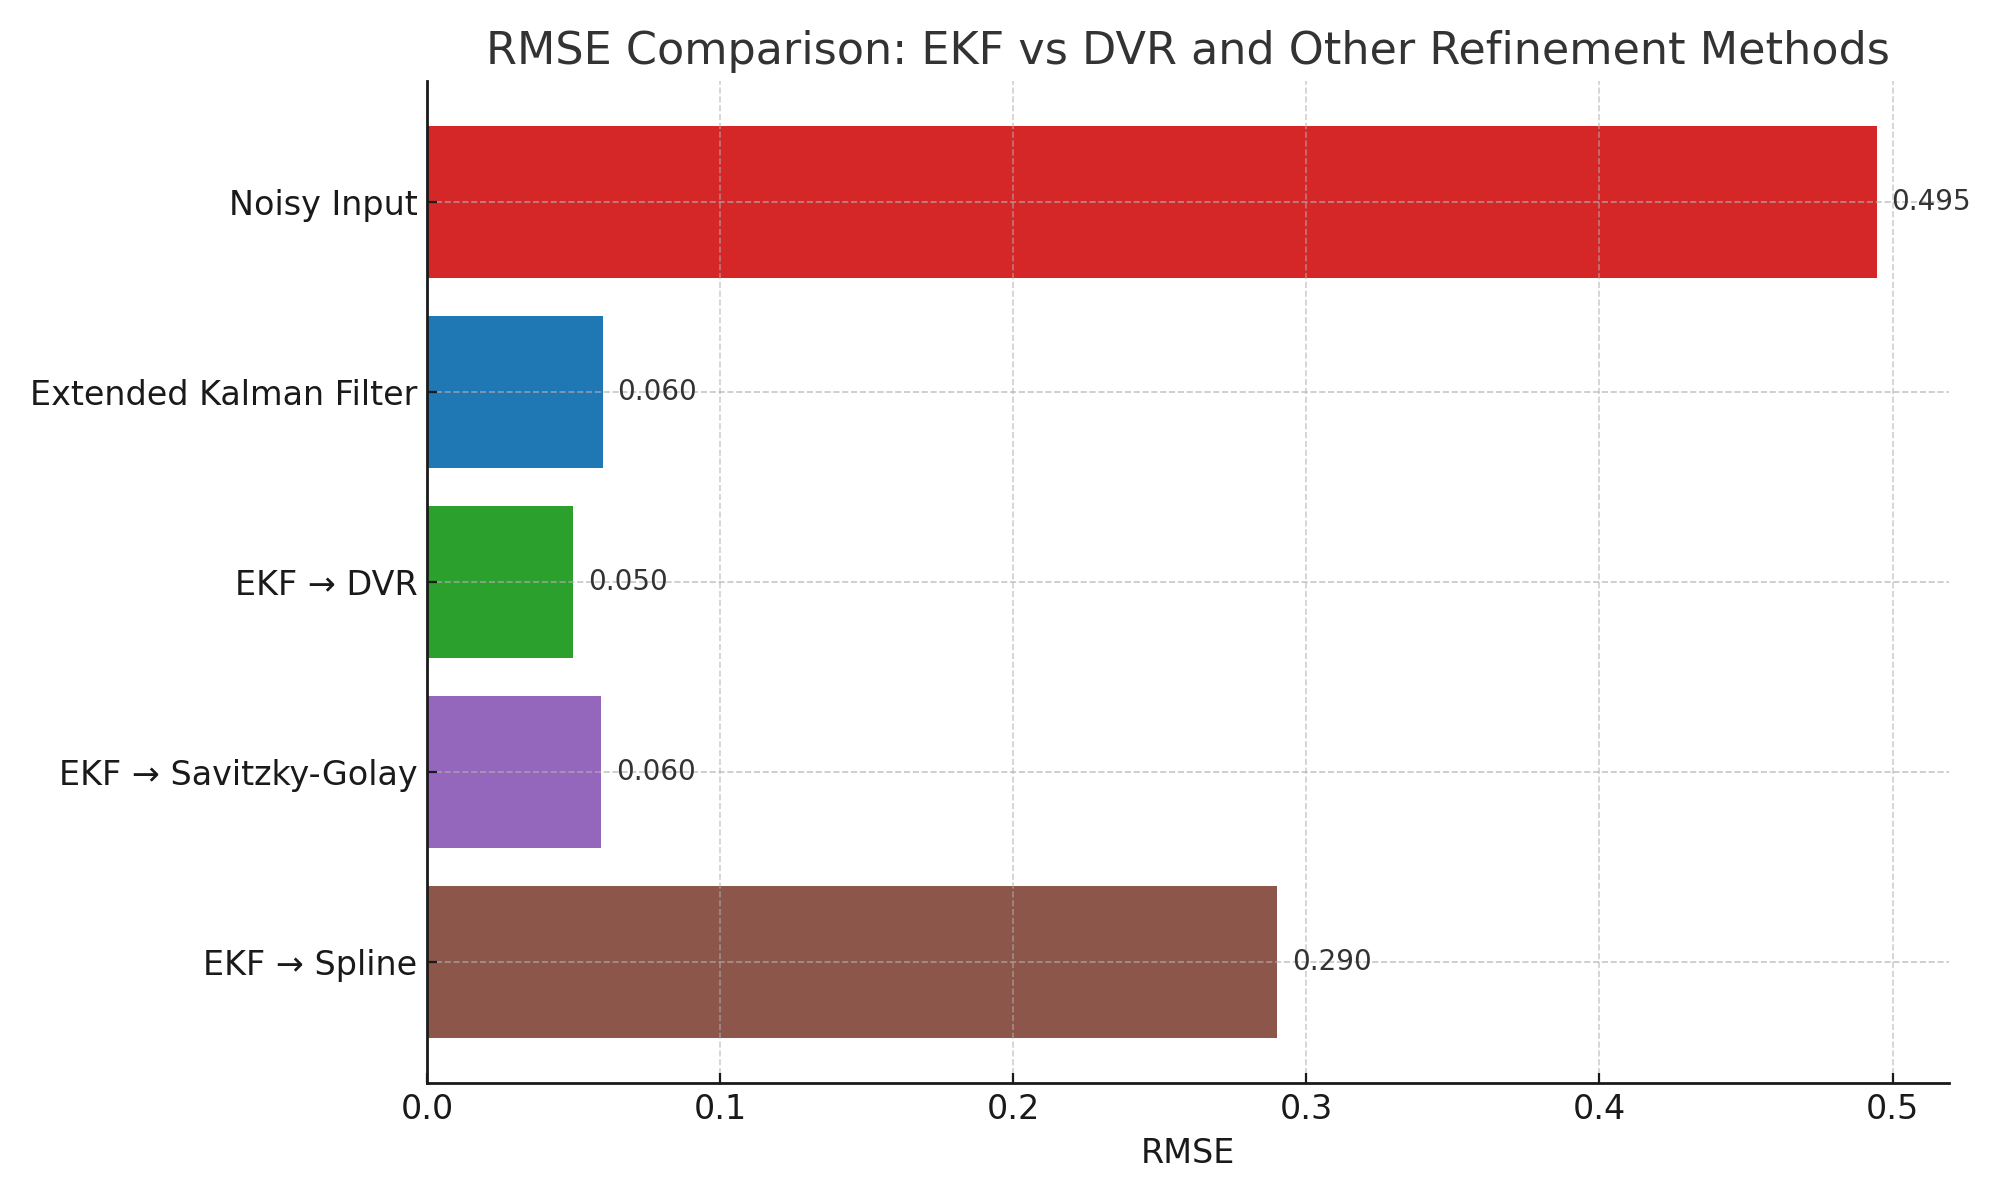 RMSE Comparison: EKF vs DVR and Other Refinement Methods
Noisy Input
0.495
Extended Kalman Filter
0.060
EKF → DVR
0.050
EKF → Savitzky-Golay
0.060
EKF → Spline
0.290
0.0 0.1 0.2 0.3 0.4 0.5
RMSE